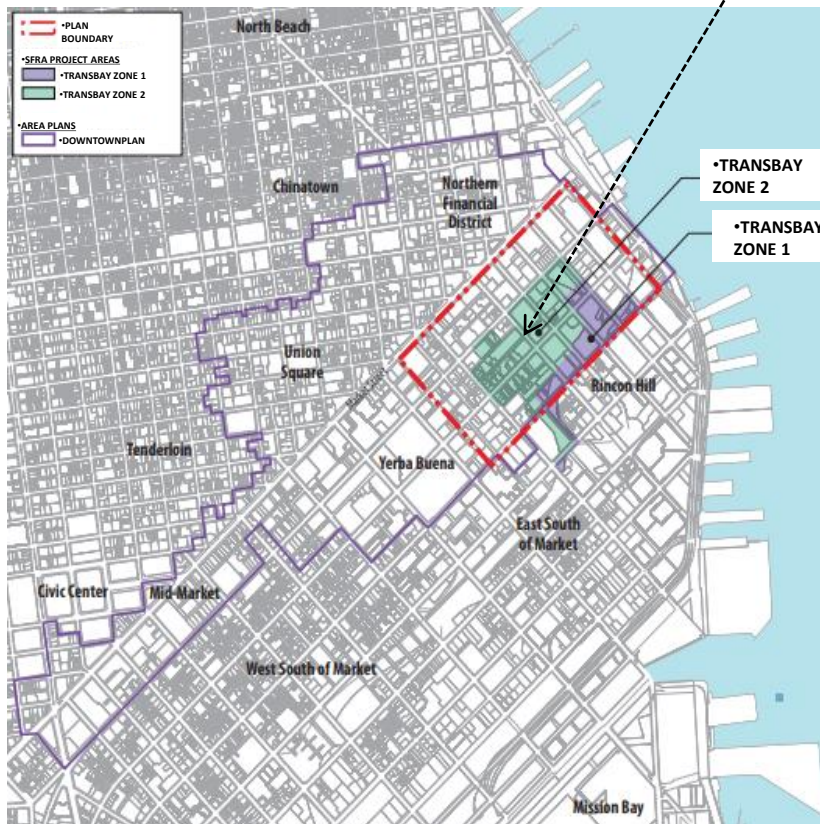 •PLAN
BOUNDARY
•SFRA PROJECT AREAS
•TRANSBAY ZONE 1
•TRANSBAY ZONE 2
•AREA PLANS
•DOWNTOWNPLAN
North Beach
Chinatown
Northern
Financial
District
•TRANSBAY
ZONE 2
•TRANSBAY
ZONE 1
Union
Square
Market Street
Rincon Hill
Tenderloin
Yerba Buena
East South
of Market
Civic Center
Mid-Market
West South of Market
Mission Bay